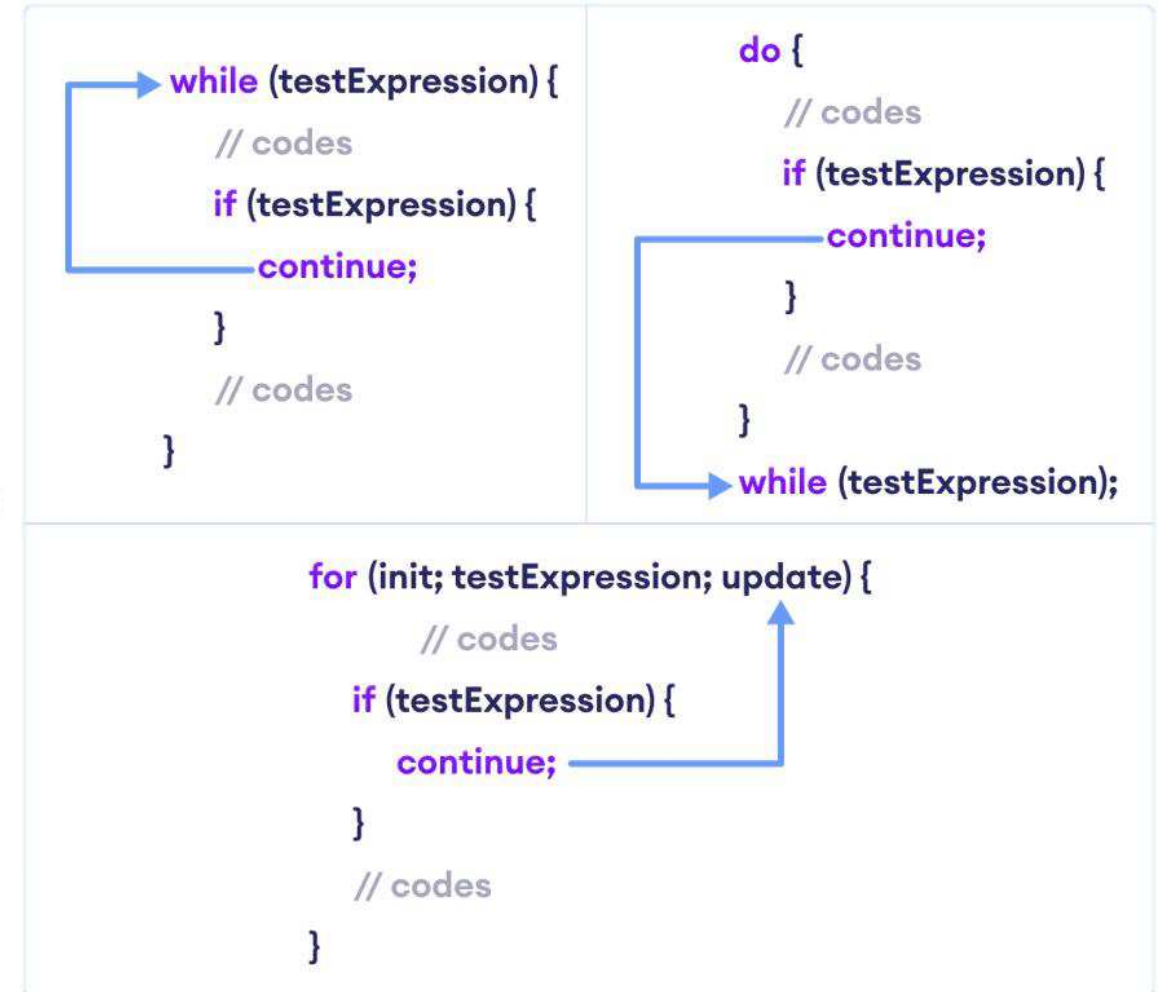 while (testExpression) {
// codes
if (testExpression) {
continue;
}
// codes
}
do {
// codes
if (testExpression) {
continue;
}
// codes
}
while (testExpression);
for (init; testExpression; update) {
// codes
if (testExpression) {
continue;
}
// codes
}